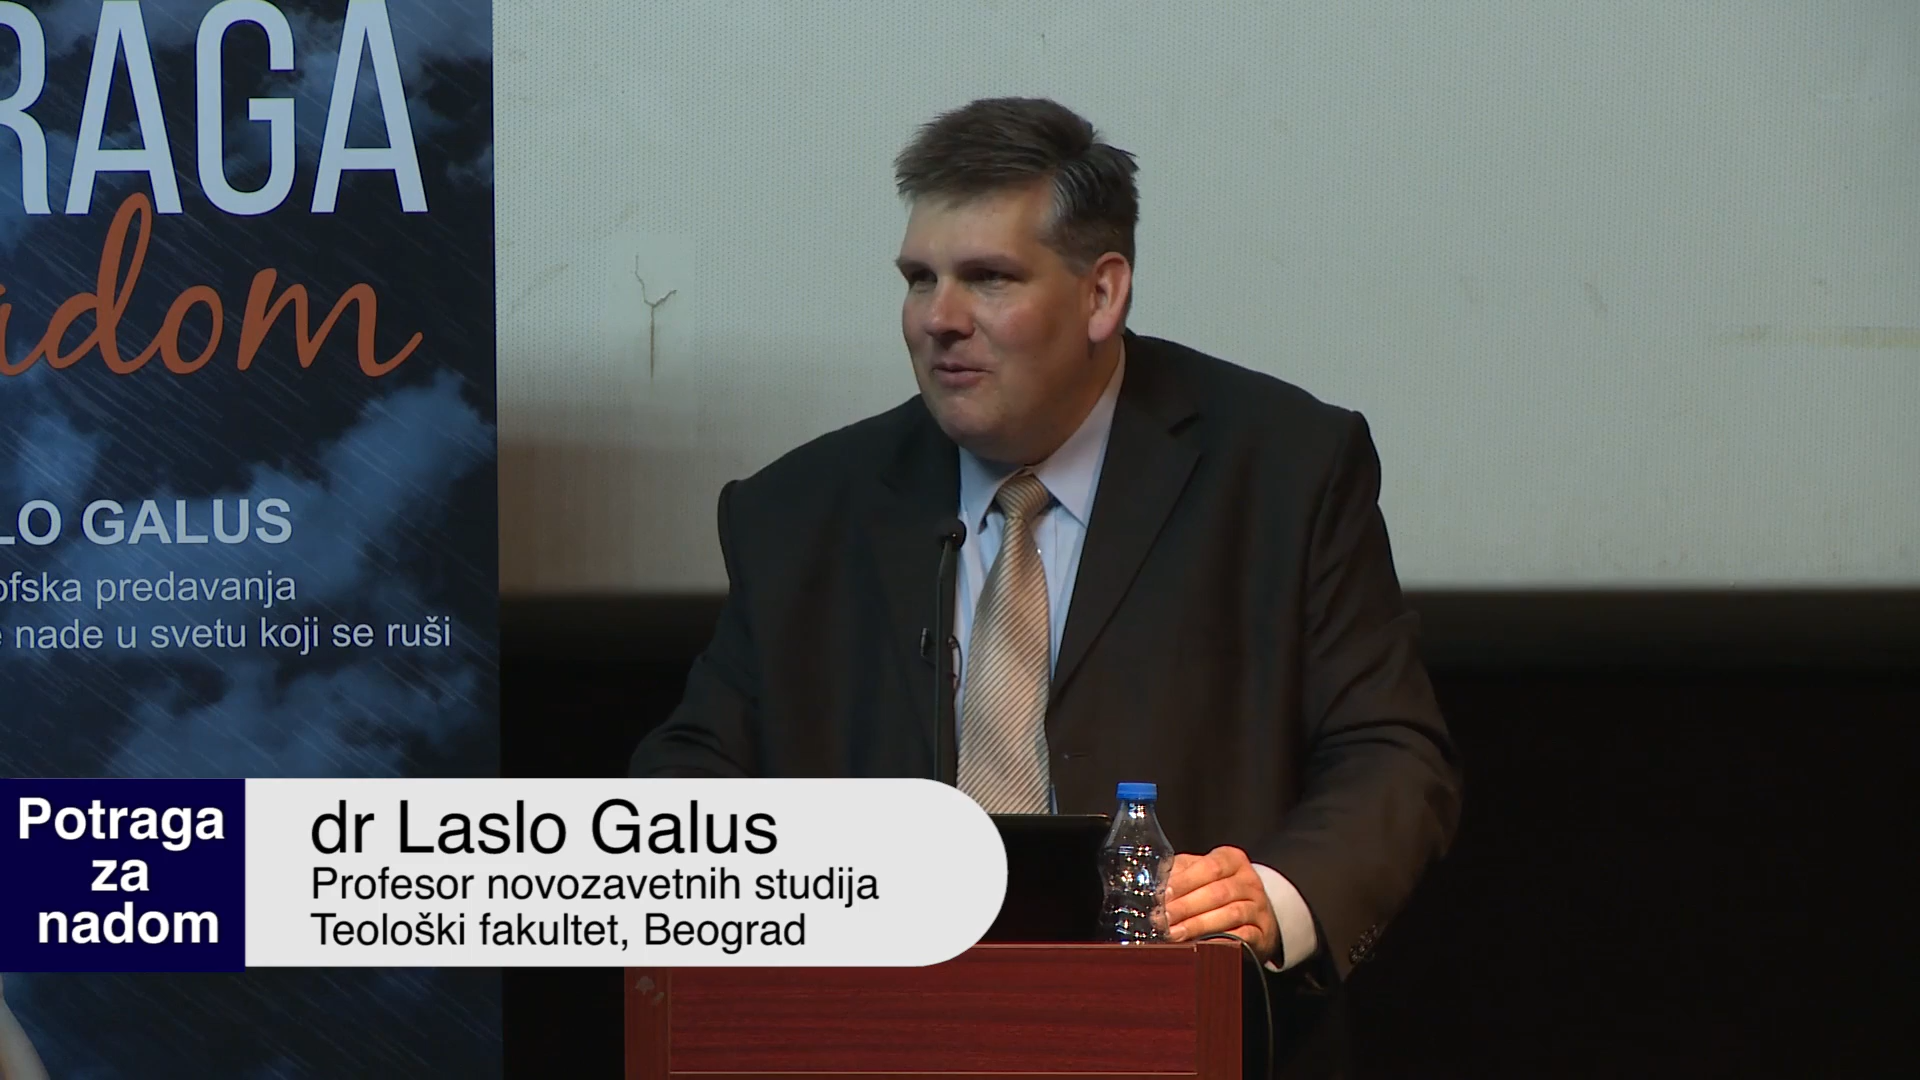 RAGA
adom
LO GALUS
ofska predavanja
e nade u svetu koji se ruši
Potraga
za
nadom
dr Laslo Galus
Profesor novozavetnih studija
Teološki fakultet, Beograd